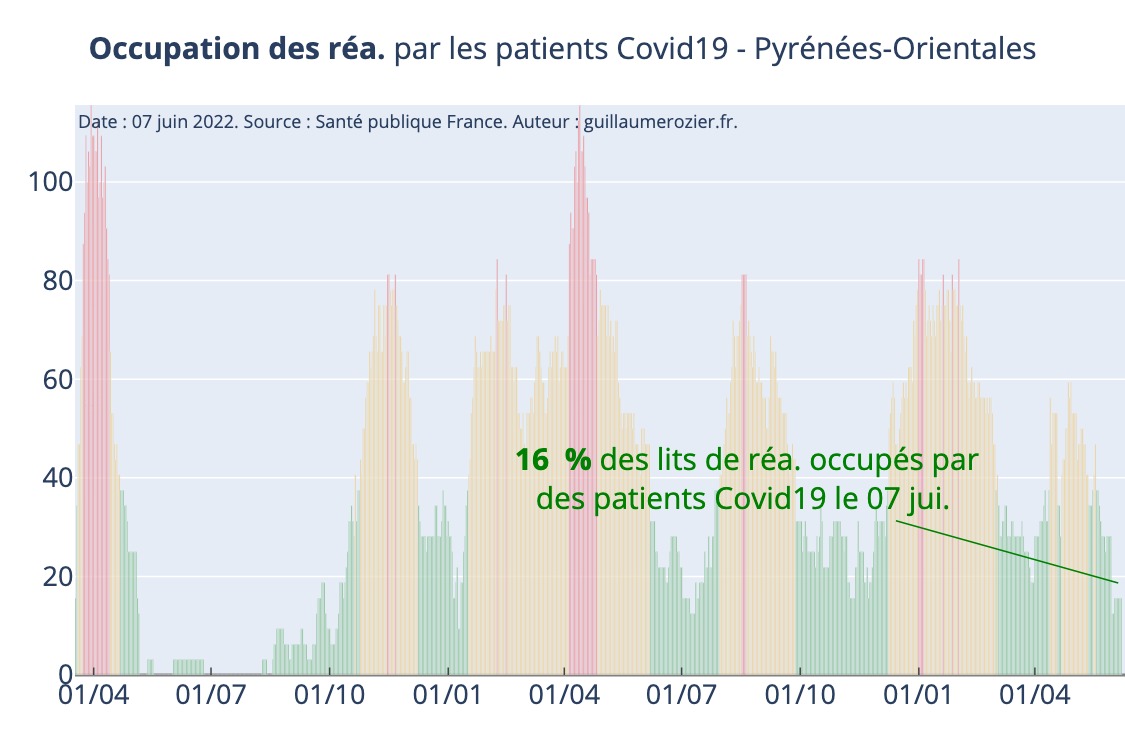 Occupation des réa. par les patients Covid19 - Pyrénées-Orientales
Date : 07 juin 2022. Source : Santé publique France. Auteur : guillaumerozier.fr.
100
80
60
40
20
0
16 % des lits de réa. occupés par
des patients Covid19 le 07 jui.
01/04 01/07 01/10 01/01 01/04 01/07 01/10 01/01 01/04